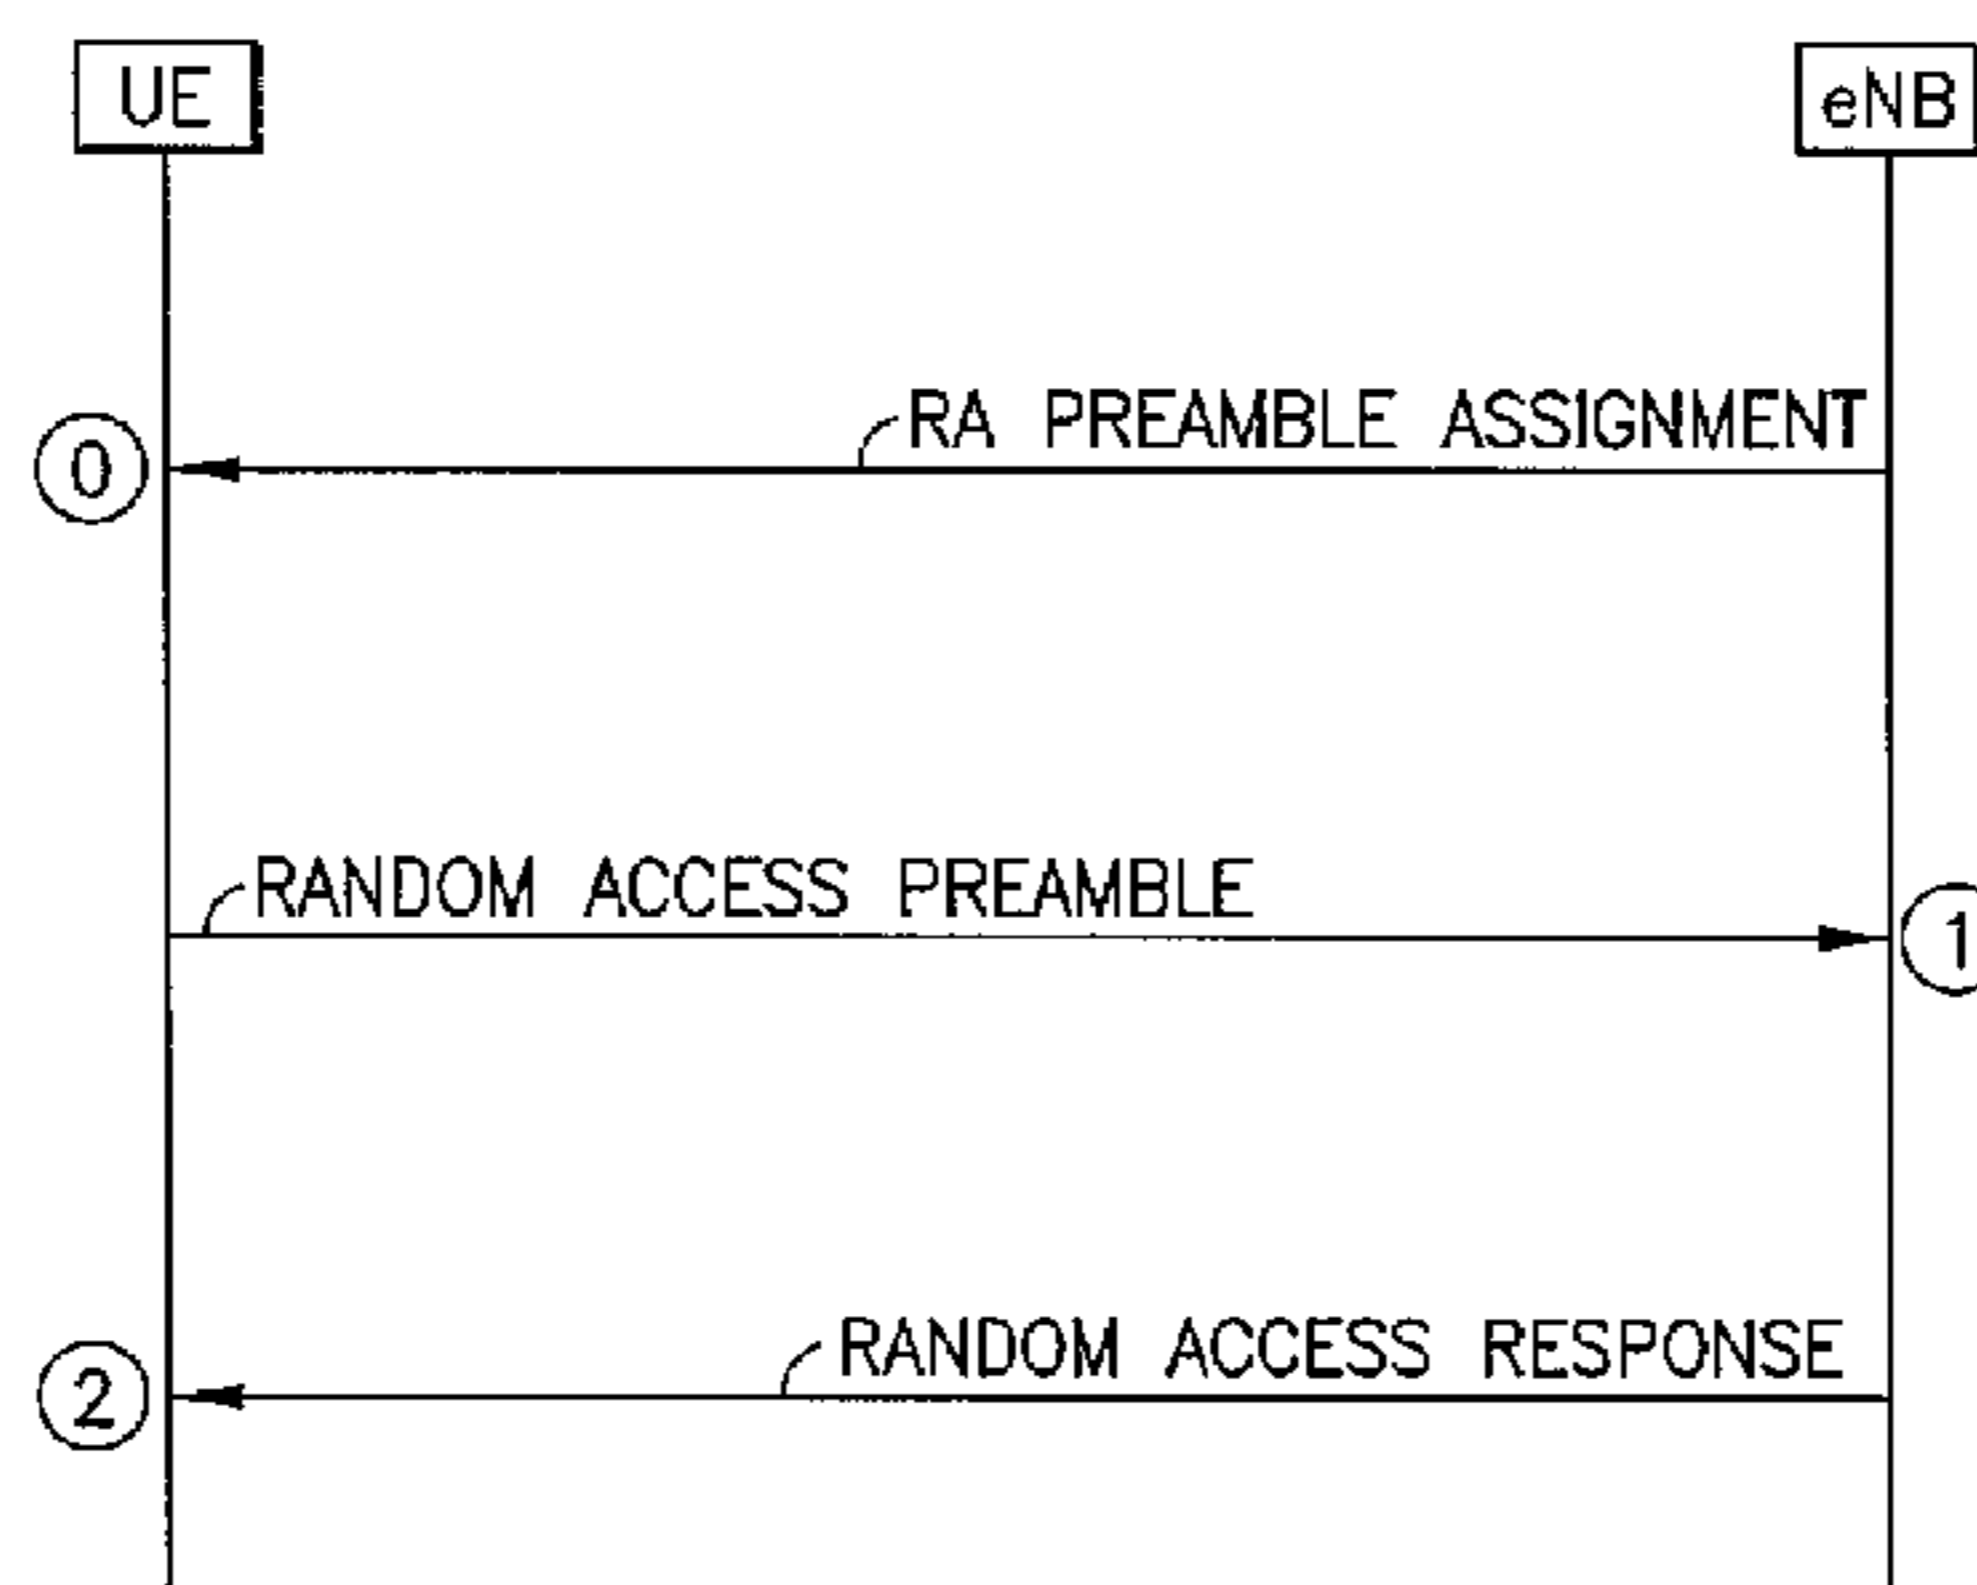 UE
eNB
RA PREAMBLE ASSIGNMENT
0
RANDOM ACCESS PREAMBLE
1
RANDOM ACCESS RESPONSE
2